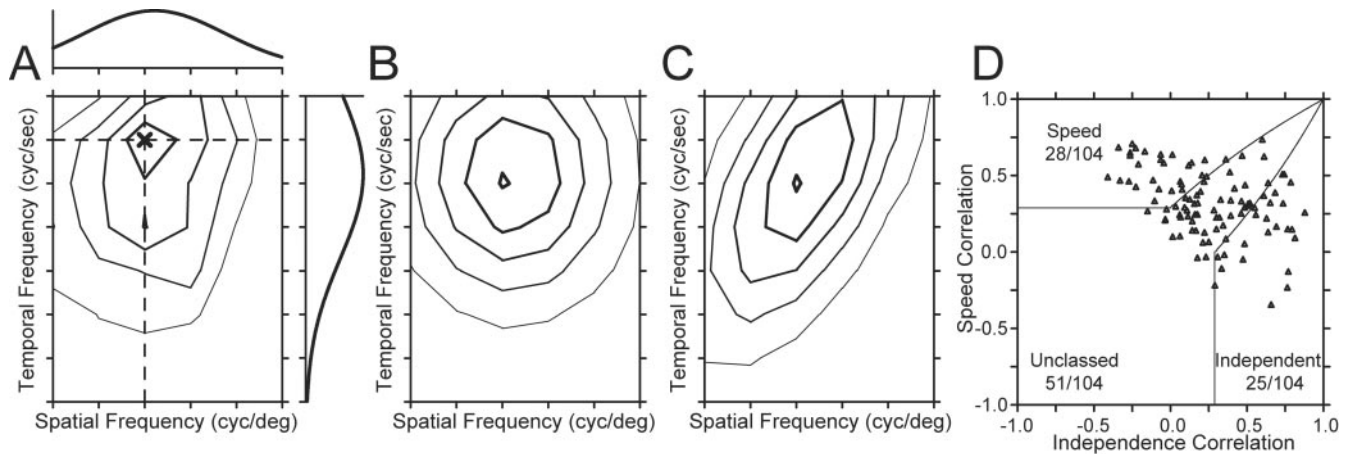 A
B
C
D
Temporal Frequency (cyc/sec)
Spatial Frequency (cyc/deg)
Temporal Frequency (cyc/sec)
Spatial Frequency (cyc/deg)
Temporal Frequency (cyc/sec)
Spatial Frequency (cyc/deg)
Speed Correlation
1.0
0.5
0.0
-0.5
-1.0
Speed
28/104
Unclassed
51/104
Independent
25/104
-1.0
-0.5
0.0
0.5
1.0
Independence Correlation